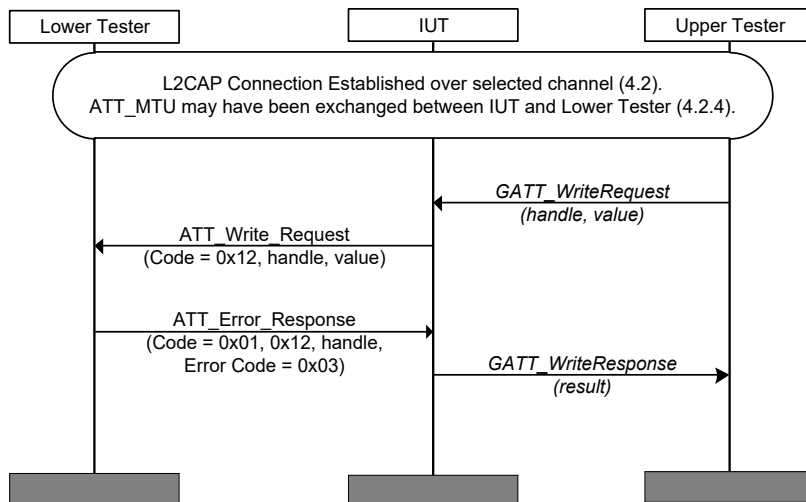 Lower Tester
IUT
Upper Tester
L2CAP Connection Established over selected channel (4.2).
ATT_MTU may have been exchanged between IUT and Lower Tester (4.2.4).
GATT_WriteRequest
(handle, value)
ATT_Write_Request
(Code = 0x12, handle, value)
ATT_Error_Response
(Code = 0x01, 0x12, handle,
Error Code = 0x03)
GATT_WriteResponse
(result)